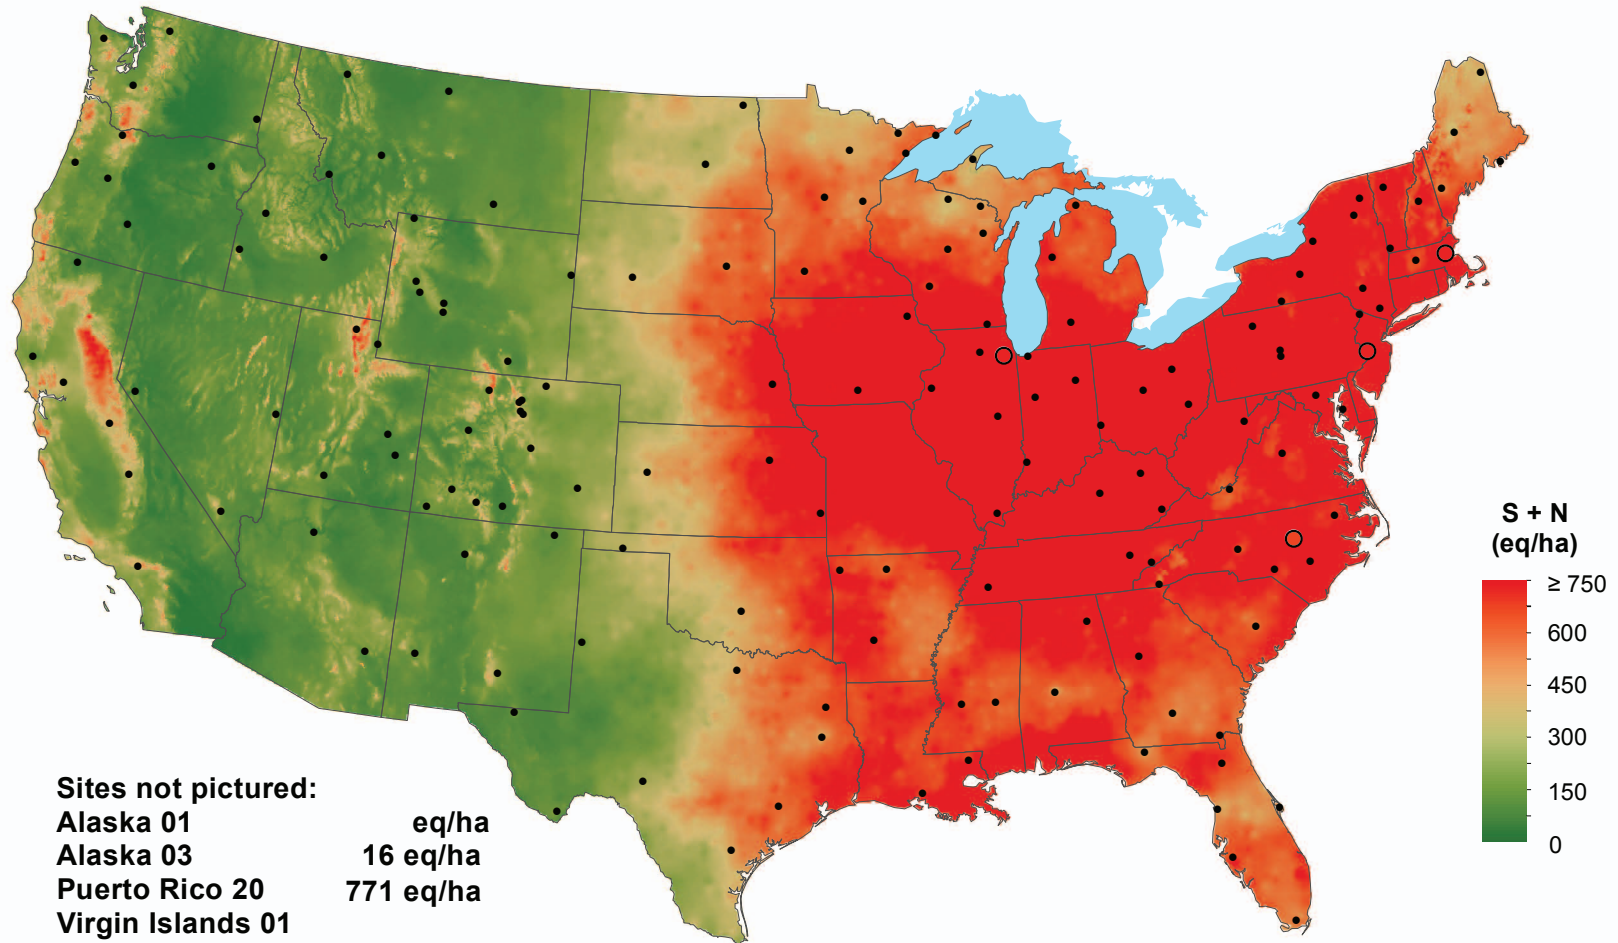 S + N
(eq/ha)
≥ 750
600
450
300
150
0
Sites not pictured:
Alaska 01 eq/ha
Alaska 03 16 eq/ha
Puerto Rico 20 771 eq/ha
Virgin Islands 01